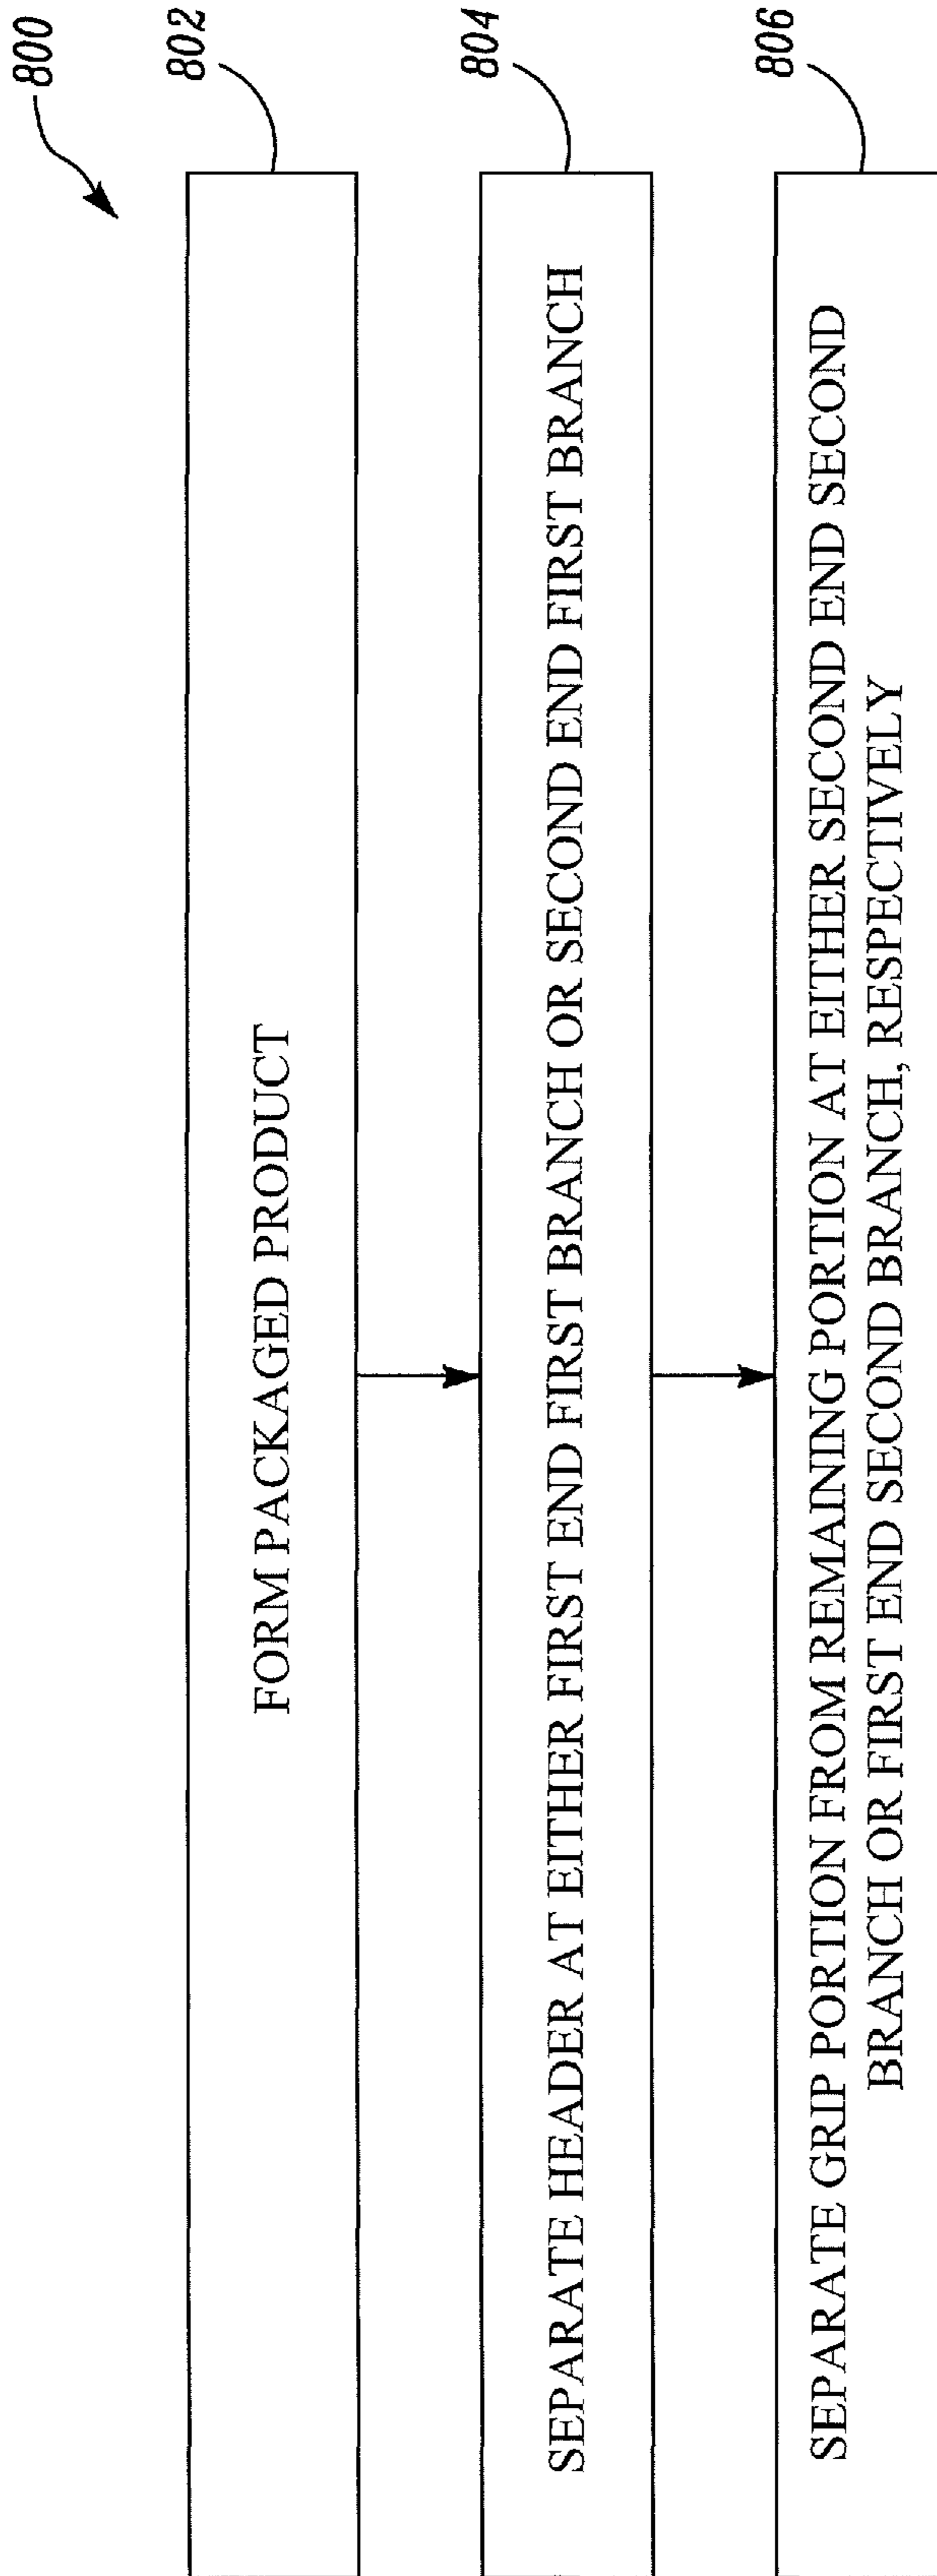 800
802
FORM PACKAGED PRODUCT
804
SEPARATE HEADER AT EITHER FIRST END FIRST BRANCH OR SECOND END FIRST BRANCH
806
SEPARATE GRIP PORTION FROM REMAINING PORTION AT EITHER SECOND END SECOND
BRANCH OR FIRST END SECOND BRANCH, RESPECTIVELY